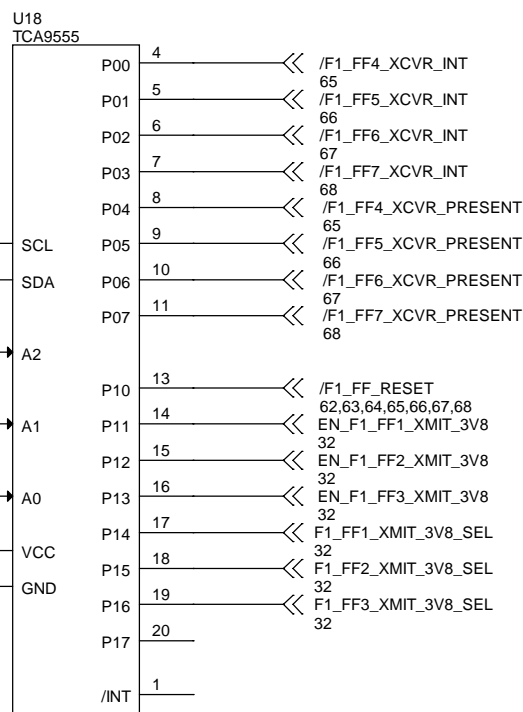 U18
TCA9555
P00 4 /F1_FF4_XCVR_INT
65
P01 5 /F1_FF5_XCVR_INT
66
P02 6 /F1_FF6_XCVR_INT
67
P03 7 /F1_FF7_XCVR_INT
68
P04 8 /F1_FF4_XCVR_PRESENT
65
SCL P05 9 /F1_FF5_XCVR_PRESENT
66
SDA P06 10 /F1_FF6_XCVR_PRESENT
67
P07 11 /F1_FF7_XCVR_PRESENT
68
A2
P10 13 /F1_FF_RESET
62,63,64,65,66,67,68
A1 P11 14 EN_F1_FF1_XMIT_3V8
32
P12 15 EN_F1_FF2_XMIT_3V8
32
A0 P13 16 EN_F1_FF3_XMIT_3V8
32
P14 17 F1_FF1_XMIT_3V8_SEL
32
VCC P15 18 F1_FF2_XMIT_3V8_SEL
32
GND P16 19 F1_FF3_XMIT_3V8_SEL
32
P17 20
/INT 1